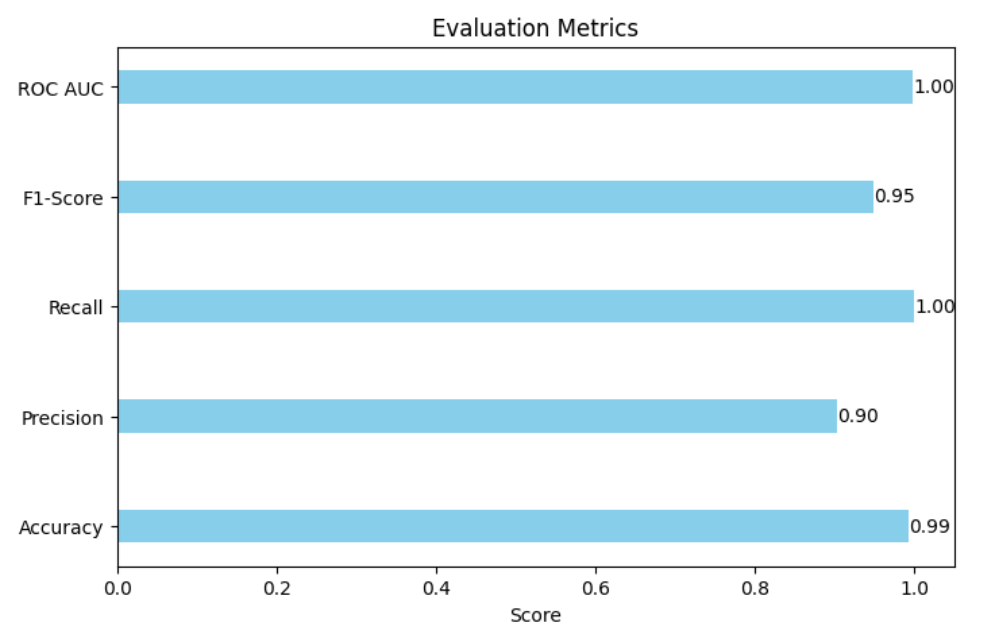 Evaluation Metrics
ROC AUC 1.00
F1-Score 0.95
Recall 1.00
Precision 0.90
Accuracy 0.99
0.0 0.2 0.4 0.6 0.8 1.0
Score